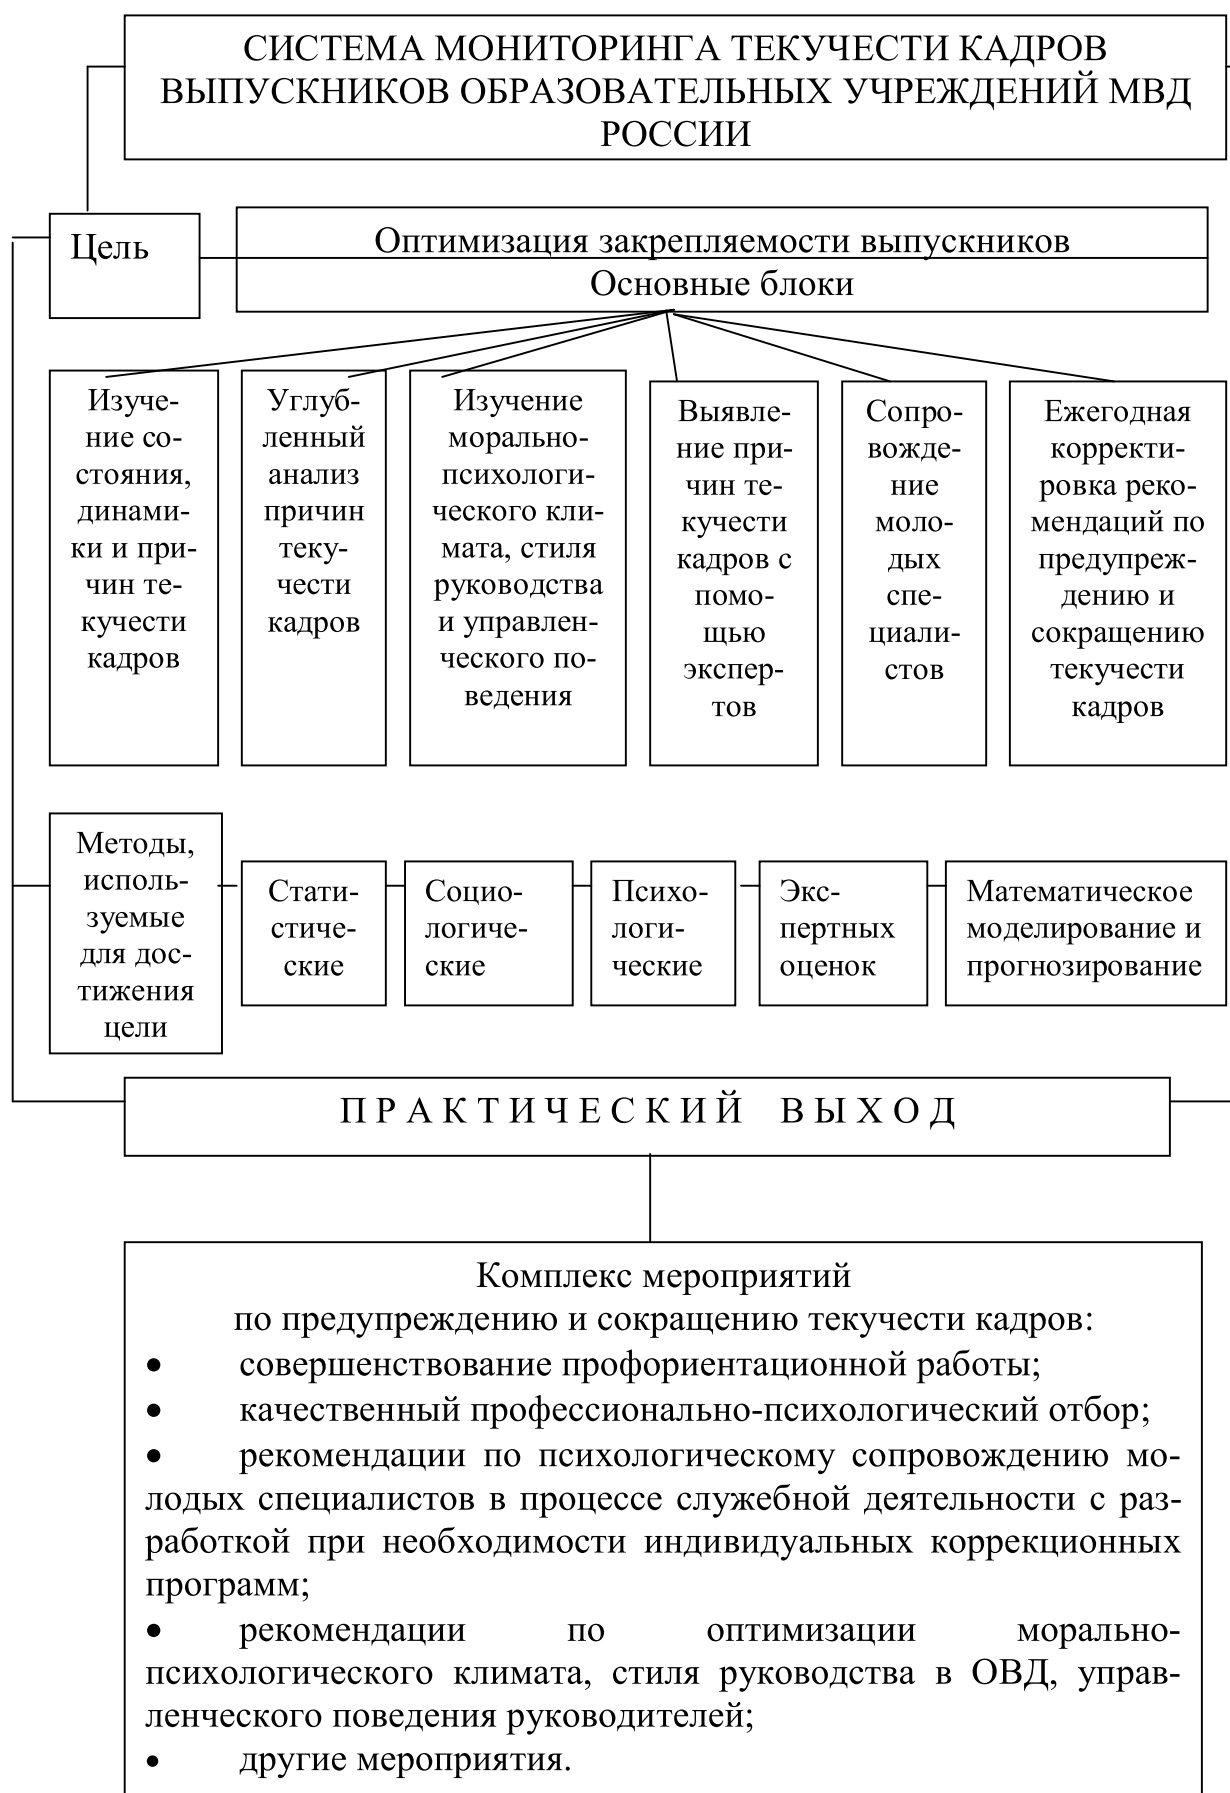 СИСТЕМА МОНИТОРИНГА ТЕКУЧЕСТИ КАДРОВ
ВЫПУСКНИКОВ ОБРАЗОВАТЕЛЬНЫХ УЧРЕЖДЕНИЙ МВД
РОССИИ
Цель
Оптимизация закрепляемости выпускников
Основные блоки
Изуче-
ние со-
стояния,
динами-
ки и при-
чин те-
кучести
кадров
Углуб-
ленный
анализ
причин
теку-
чести
кадров
Изучение
морально-
психологи-
ческого кли-
мата, стиля
руководства
и управлен-
ческого по-
ведения
Выявле-
ние при-
чин те-
кучести
кадров с
помо-
щью
экспер-
тов
Сопро-
вожде-
ние
моло-
дых
спе-
циали-
стов
Ежегодная
корректи-
ровка реко-
мендаций по
предупреж-
дению и
сокращению
текучести
кадров
Методы,
исполь-
зуемые
для дос-
тижения
цели
Стати-
стиче-
ские
Социо-
логиче-
ские
Психо-
логи-
ческие
Экс-
пертных
оценок
Математическое
моделирование и
прогнозирование
П Р А К Т И Ч Е С К И Й В Ы Х О Д
Комплекс мероприятий
по предупреждению и сокращению текучести кадров:
• совершенствование профориентационной работы;
• качественный профессионально-психологический отбор;
• рекомендации по психологическому сопровождению мо-
лодых специалистов в процессе служебной деятельности с раз-
работкой при необходимости индивидуальных коррекционных
программ;
• рекомендации по оптимизации морально-
психологического климата, стиля руководства в ОВД, управ-
ленческого поведения руководителей;
• другие мероприятия.